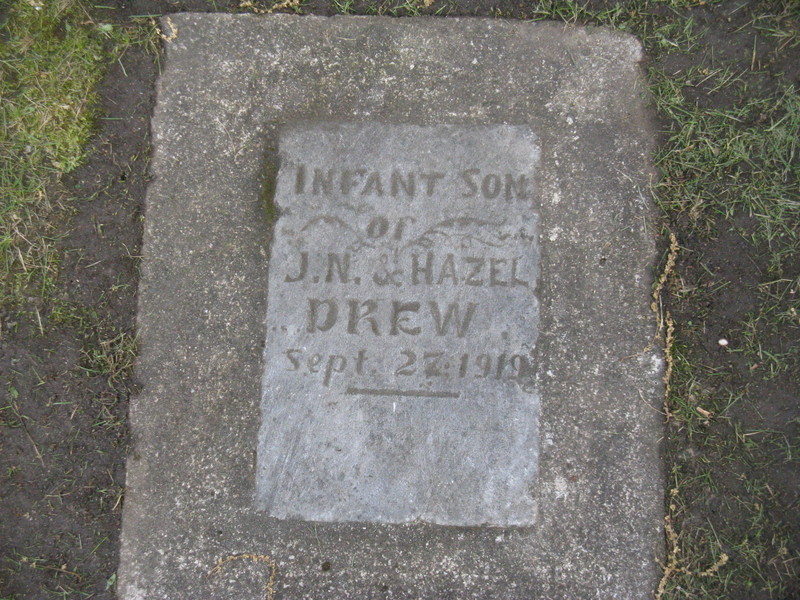 INFANT SON
OF
J.N. & HAZEL
DREW
Sept. 27. 1919